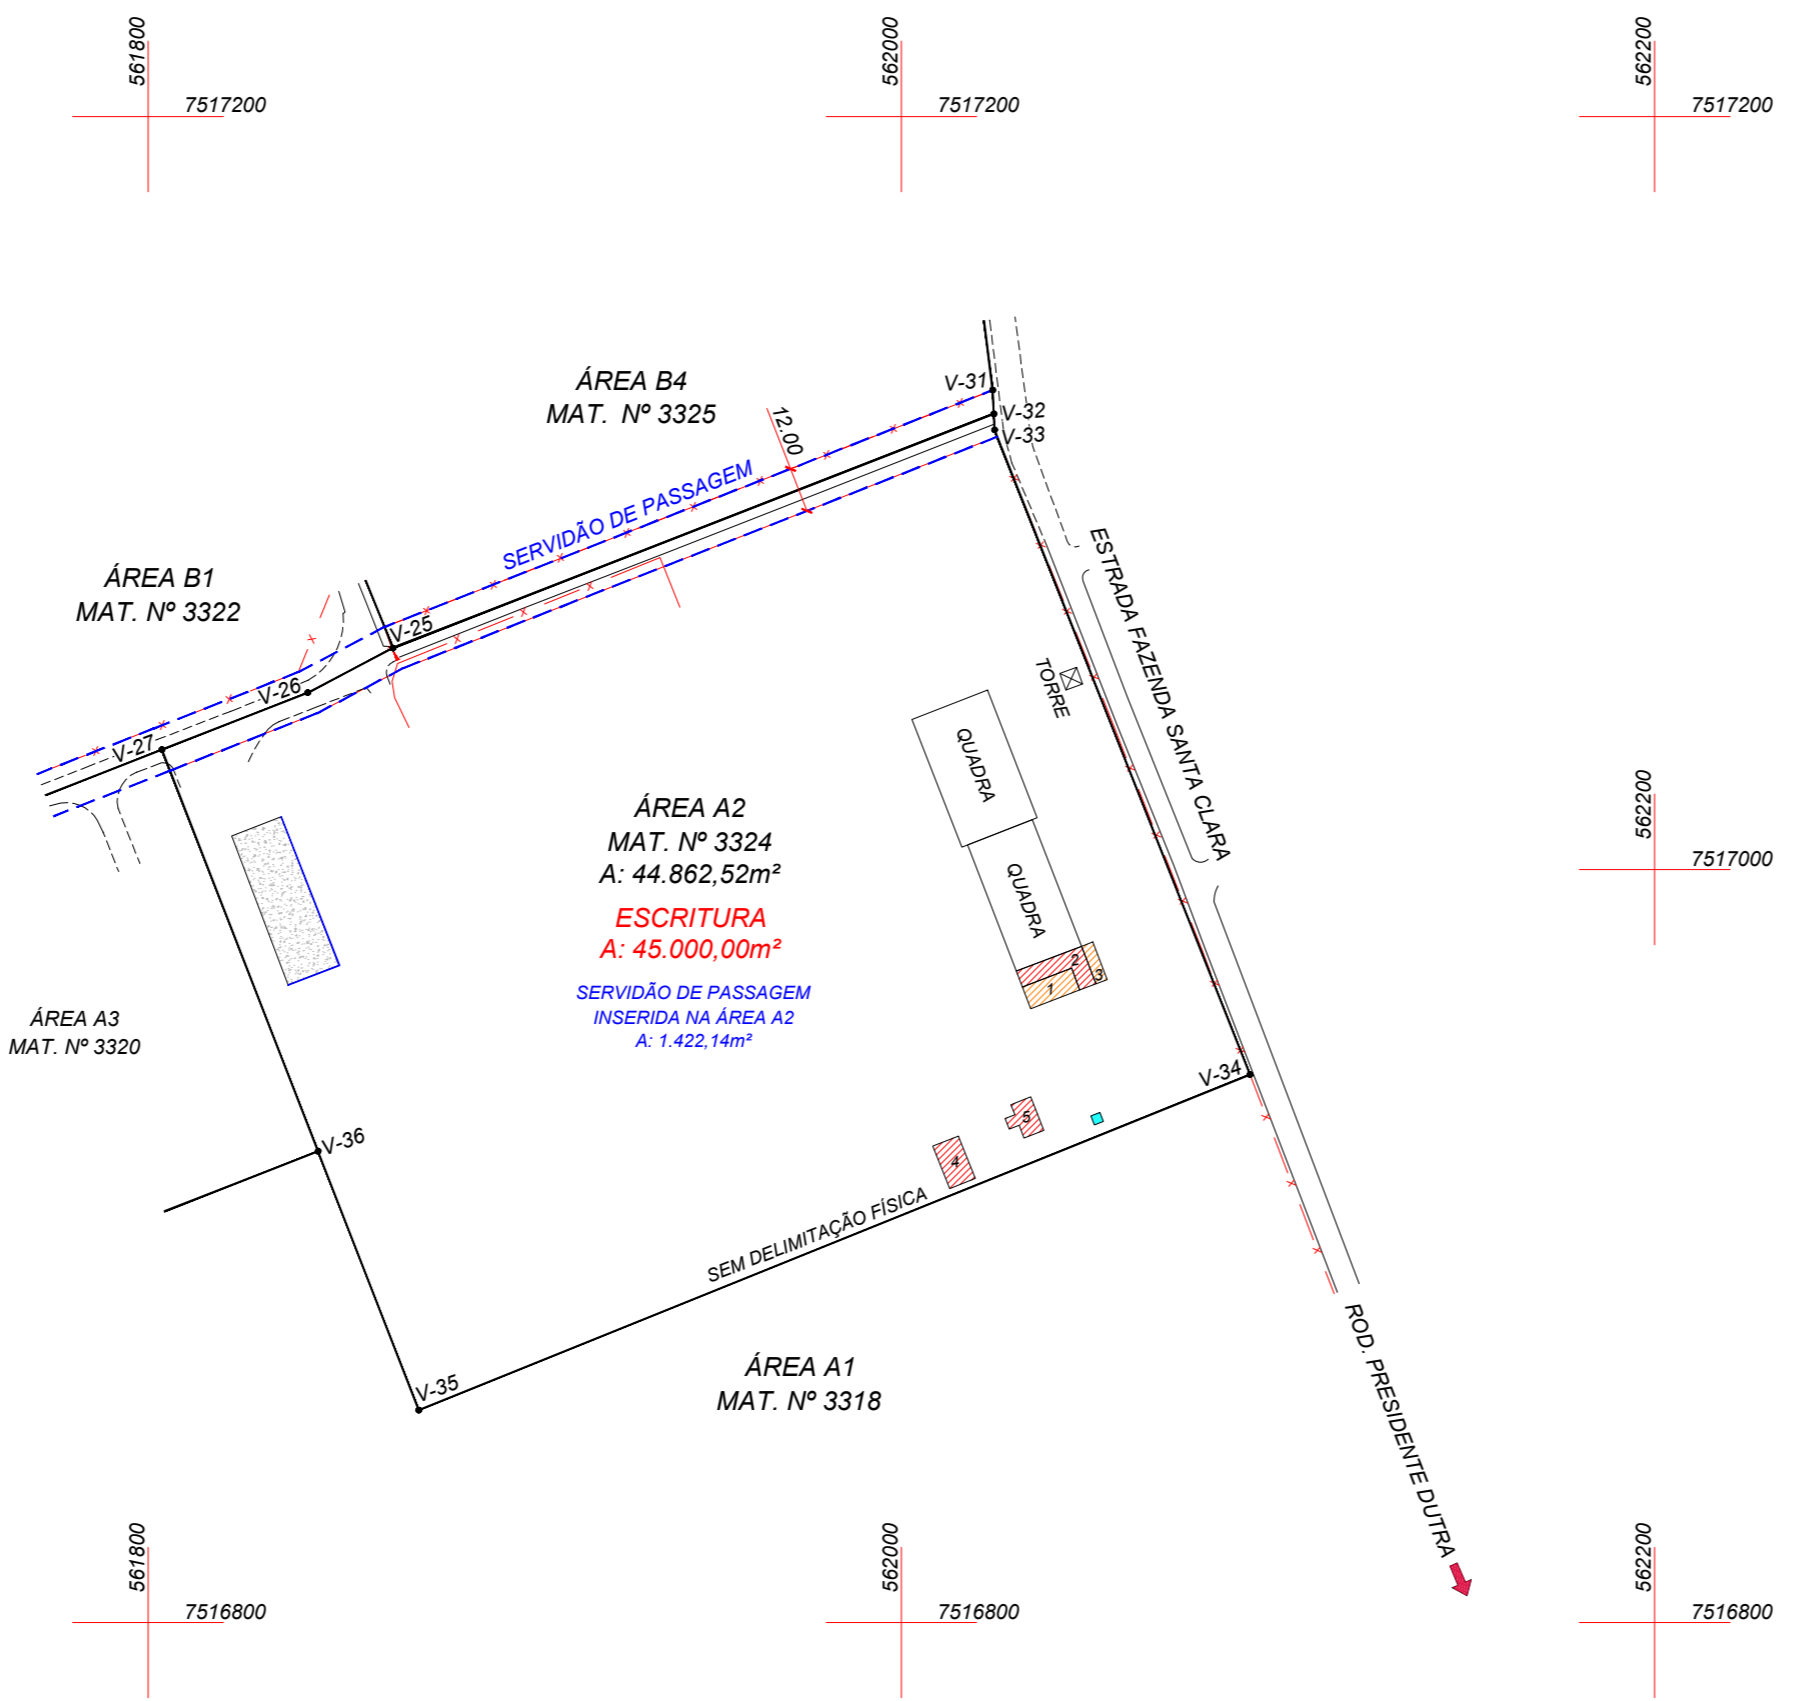 561800
7517200
562000
7517200
562200
7517200
ÁREA B4
MAT. Nº 3325
12.00
V-31
V-32
V-33
SERVIDÃO DE PASSAGEM
ÁREA B1
MAT. Nº 3322
V-25
V-26
V-27
ESTRADA FAZENDA SANTA CLARA
TORRE
QUADRA
QUADRA
ÁREA A2
MAT. Nº 3324
A: 44.862,52m²
ESCRITURA
A: 45.000,00m²
SERVIDÃO DE PASSAGEM
INSERIDA NA ÁREA A2
A: 1.422,14m²
562200
7517000
2
3
1
ÁREA A3
MAT. Nº 3320
V-34
V-36
5
4
SEM DELIMITAÇÃO FÍSICA
V-35
ÁREA A1
MAT. Nº 3318
ROD. PRESIDENTE DUTRA
561800
7516800
562000
7516800
562200
7516800